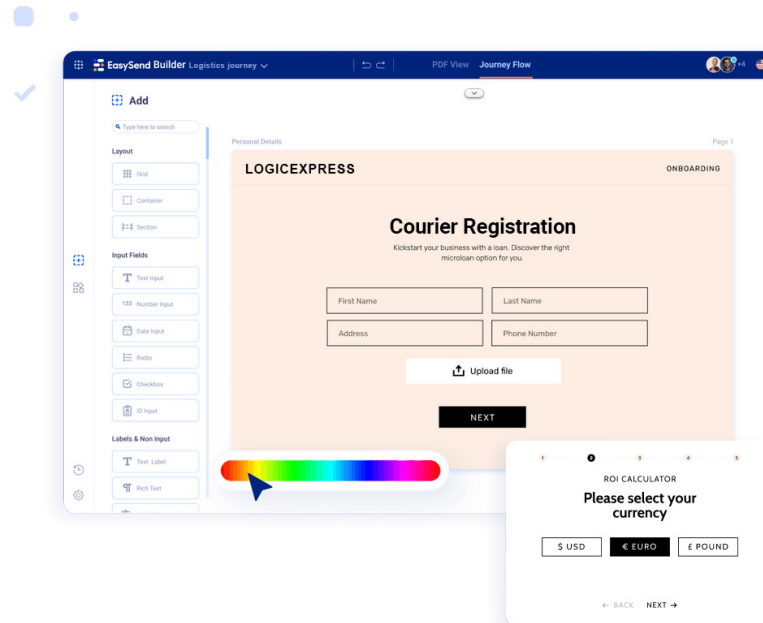 EasySend Builder Logistics journey
PDF View Journey Flow
+4
Add
Type here to search
Layout
Grid
Container
Section
Input Fields
Text Input
123 Number Input
Date Input
Radio
Checkbox
ID Input
Labels & Non Input
Text Label
Rich Text
Personal Details
Page 1
LOGICEXPRESS
ONBOARDING
Courier Registration
Kickstart your business with a loan. Discover the right
microloan option for you.
First Name
Last Name
Address
Phone Number
Upload file
NEXT
1 2 3 4 5
ROI CALCULATOR
Please select your
currency
$ USD
€ EURO
£ POUND
← BACK NEXT →